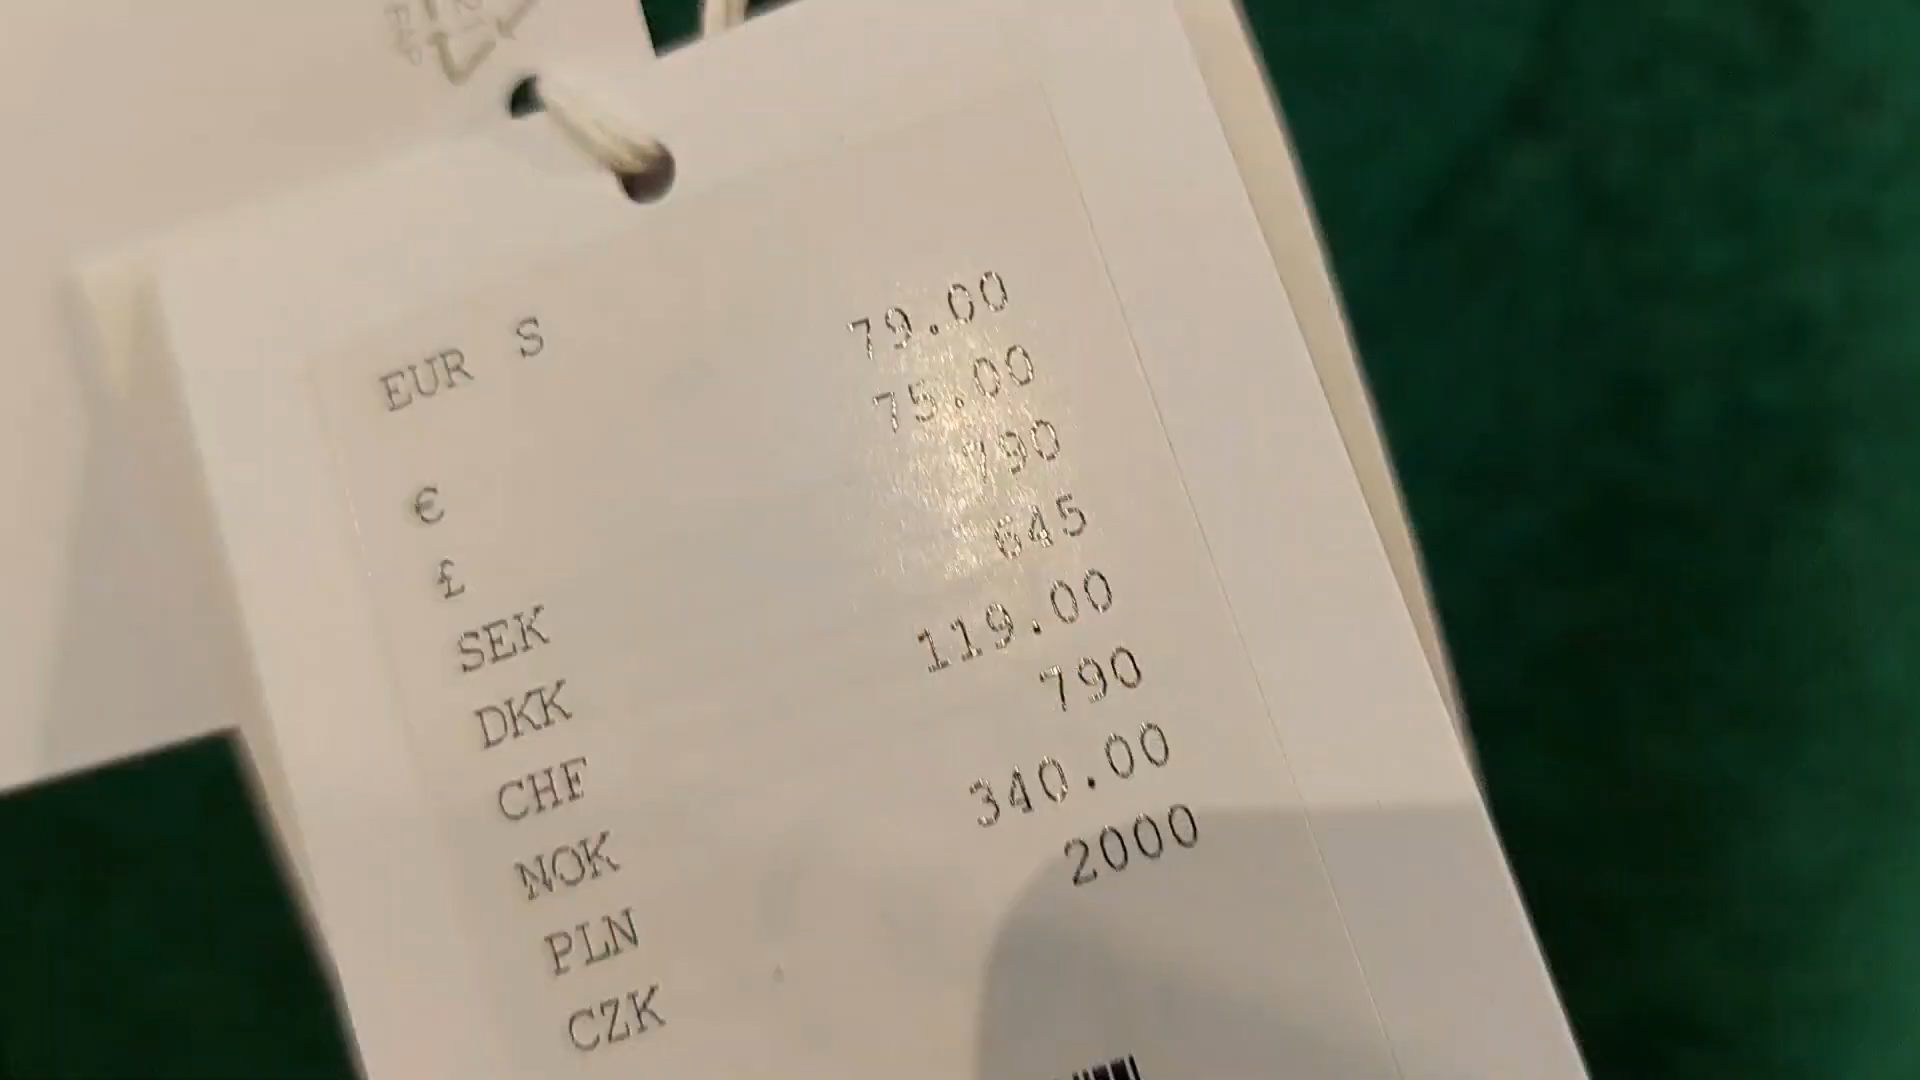 EUR S
€ 79.00
£ 75.00
SEK 790
DKK 645
CHF 119.00
NOK 790
PLN 340.00
CZK 2000